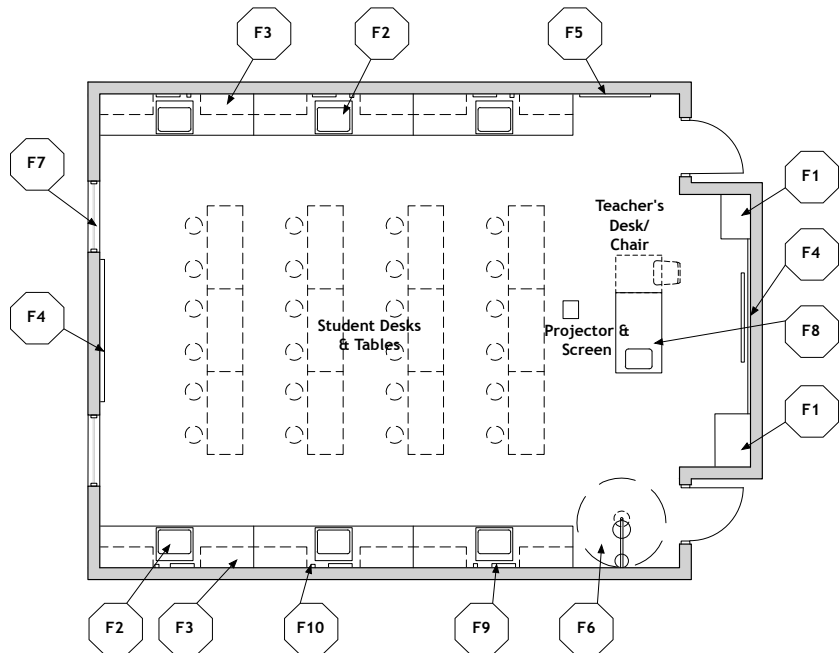 F3
F2
F5
F7
F1
Teacher's
Desk/
Chair
F4
F4
Student Desks
& Tables
Projector &
Screen
F8
F1
F2
F3
F10
F9
F6